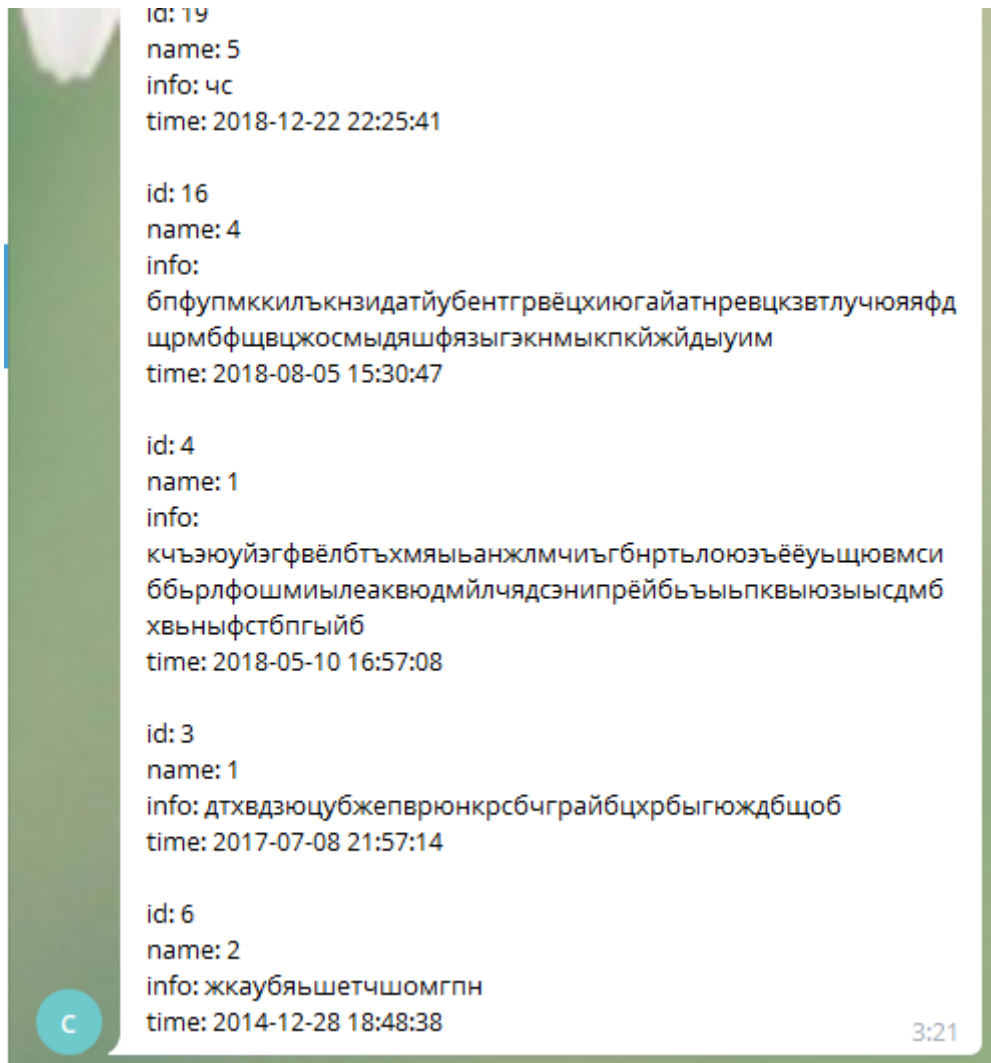 id: 19
name: 5
info: чс
time: 2018-12-22 22:25:41
id: 16
name: 4
info:
бпфупмккилъкнзидатйубентгрвёцхиюгайатнревцкзвтлучюяяфд
щрмбфщвцжосмыдяшфязыгэкнмыкпкйжйдыуим
time: 2018-08-05 15:30:47
id: 4
name: 1
info:
кчъэюуйэгфвёлбтъхмяыьанжлмчиъгбнртьлоюэъёёуьщювмси
ббьрлфошмиылеаквюдмйлчядсэнипрёйбьъыьпквыюзыысдмб
хвьныфстбпгыйб
time: 2018-05-10 16:57:08
id: 3
name: 1
info: дтхвдзюцубжепврюнкрсбчграйбцхрбыгюждбщоб
time: 2017-07-08 21:57:14
id: 6
name: 2
info: жкаубяьшетчшомгпн
time: 2014-12-28 18:48:38
С
3:21